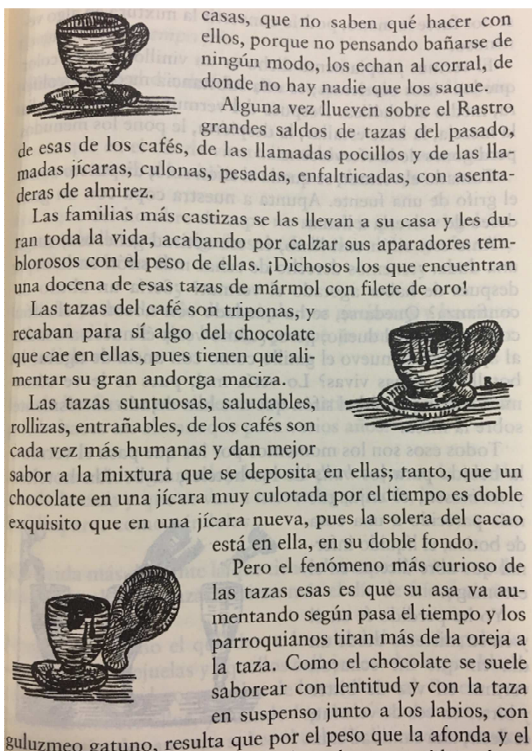 casas, que no saben qué hacer con
ellos, porque no pensando bañarse de
ningún modo, los echan al corral, de
donde no hay nadie que los saque.
Alguna vez llueven sobre el Rastro
grandes saldos de tazas del pasado,
de esas de los cafés, de las llamadas pocillos y de las lla-
madas jícaras, culonas, pesadas, enfaltricadas, con asenta-
deras de almirez.
Las familias más castizas se las llevan a su casa y les du-
ran toda la vida, acabando por calzar sus aparadores tem-
blorosos con el peso de ellas. ¡Dichosos los que encuentran
una docena de esas tazas de mármol con filete de oro!
Las tazas del café son triponas, y
recaban para sí algo del chocolate
que cae en ellas, pues tienen que ali-
mentar su gran andorga maciza.
Las tazas suntuosas, saludables,
rollizas, entrañables, de los cafés son
cada vez más humanas y dan mejor
sabor a la mixtura que se deposita en ellas; tanto, que un
chocolate en una jícara muy culotada por el tiempo es doble
exquisito que en una jícara nueva, pues la solera del cacao
está en ella, en su doble fondo.
Pero el fenómeno más curioso de
las tazas esas es que su asa va au-
mentando según pasa el tiempo y los
parroquianos tiran más de la oreja a
la taza. Como el chocolate se suele
saborear con lentitud y con la taza
en suspenso junto a los labios, con
guluzmeo gatuno, resulta que por el peso que la afonda y el